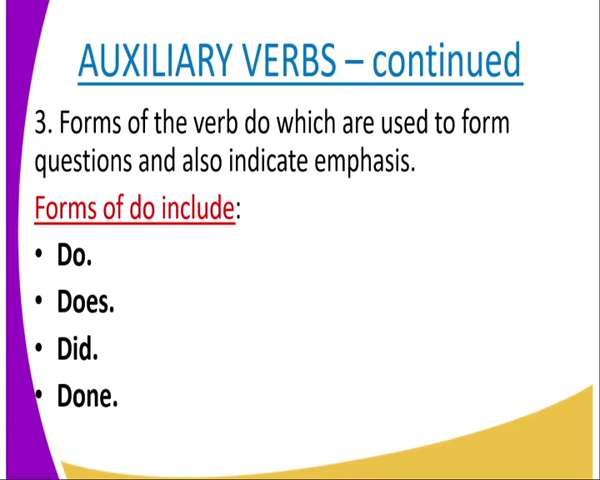 AUXILIARY VERBS – continued
3. Forms of the verb do which are used to form
questions and also indicate emphasis.
Forms of do include:
• Do.
• Does.
• Did.
• Done.